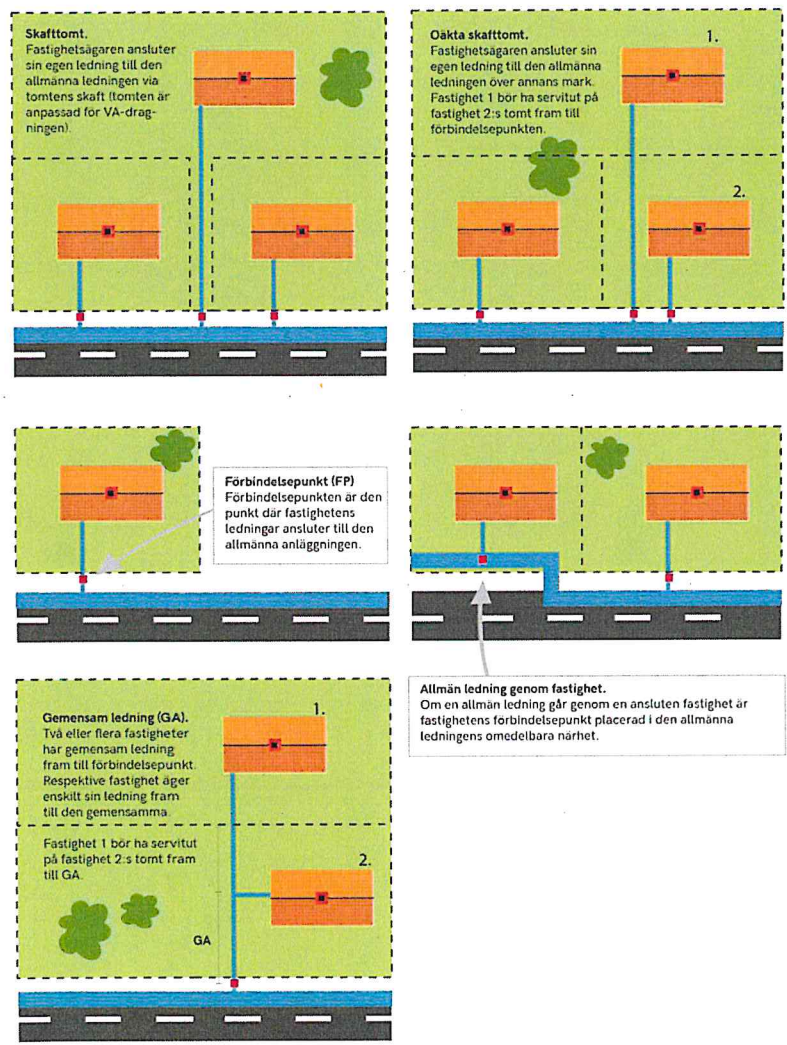 Skafttomt.
Fastighetsägaren ansluter
sin egen ledning till den
allmänna ledningen via
tomtens skaft (tomten är
anpassad för VA-drag-
ningen).
Oäkta skafttomt.
Fastighetsägaren ansluter sin
egen ledning till den allmänna
ledningen över annans mark.
Fastighet 1 bör ha servitut på
fastighet 2:s tomt fram till
förbindelsepunkten.
1.
2.
Förbindelsepunkt (FP)
Förbindelsepunkten är den
punkt där fastighetens
ledningar ansluter till den
allmänna anläggningen.
Allmän ledning genom fastighet.
Om en allmän ledning går genom en ansluten fastighet är
fastighetens förbindelsepunkt placerad i den allmänna
ledningens omedelbara närhet.
Gemensam ledning (GA).
Två eller flera fastigheter
har gemensam ledning
fram till förbindelsepunkt.
Respektive fastighet äger
enskilt sin ledning fram
till den gemensamma.
1.
Fastighet 1 bör ha servitut
på fastighet 2:s tomt fram
till GA.
2.
GA